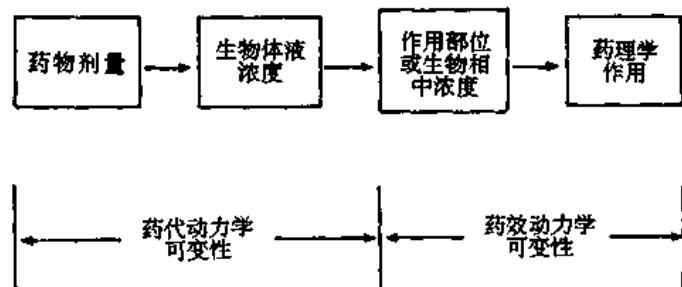 药物剂量
生物体液
浓度
作用部位
或生物相
中浓度
药理学
作用
药代动力学
可变性
药效动力学
可变性